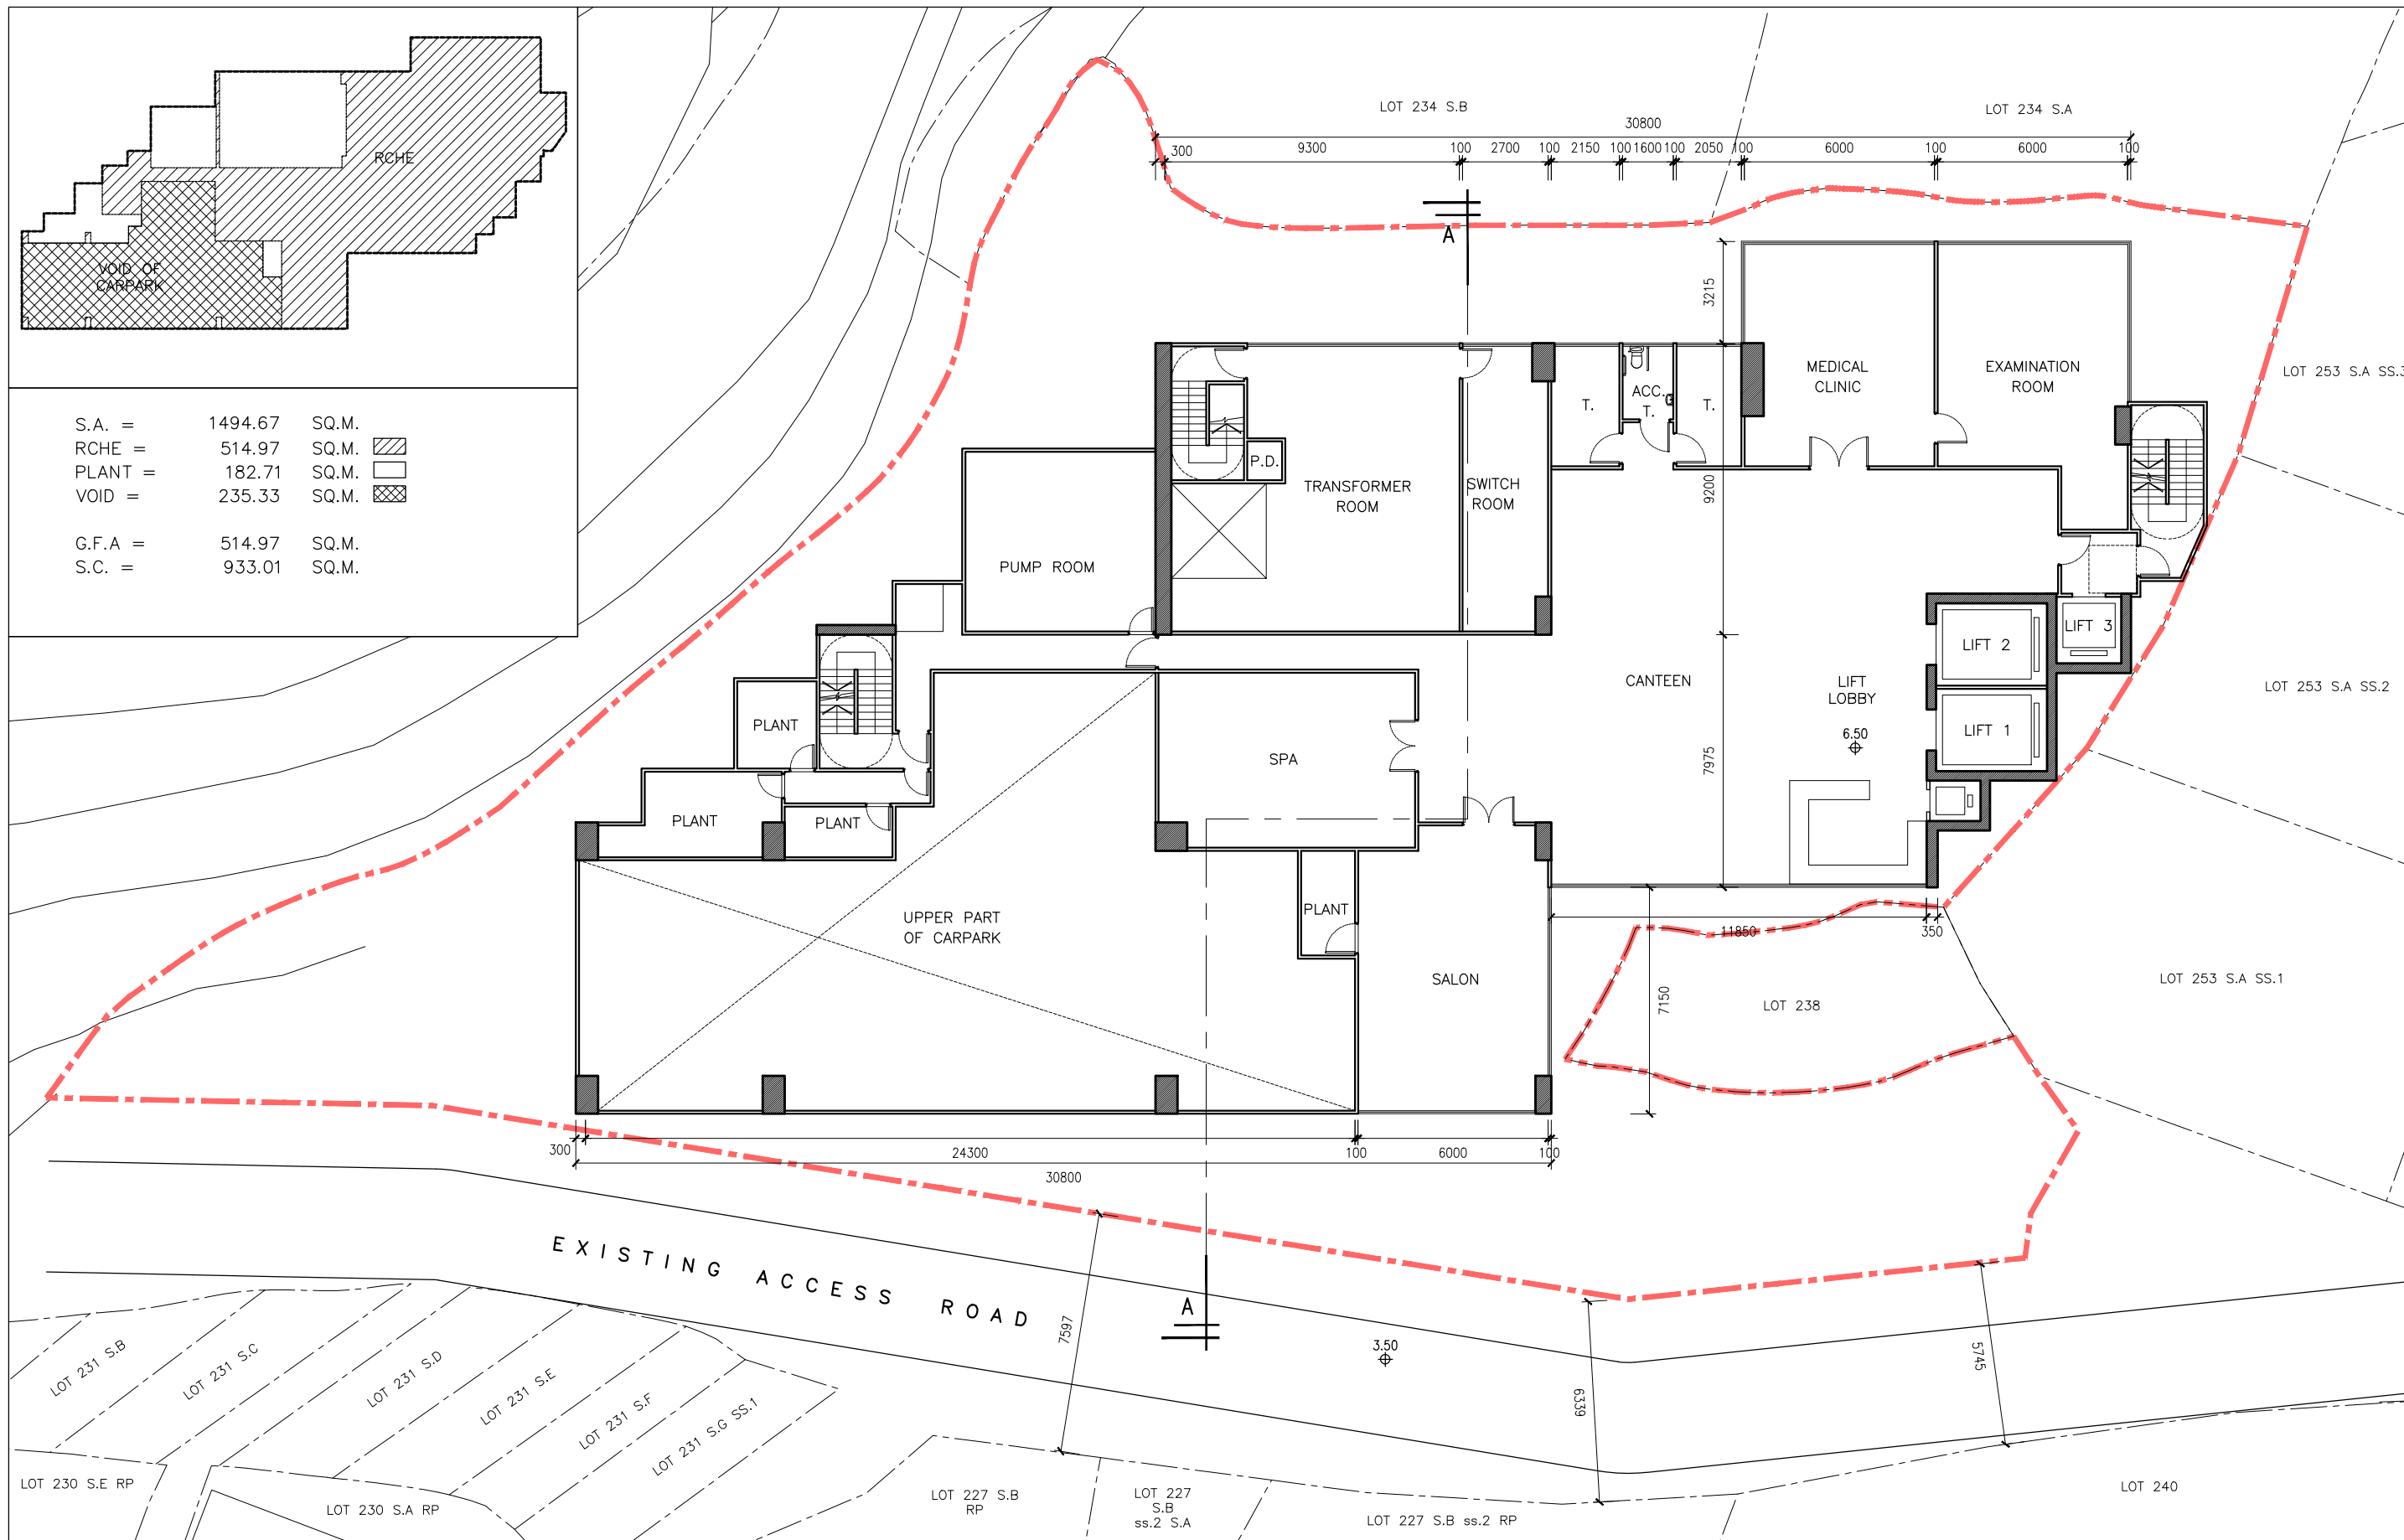 RCHE
VOID OF
CARPARK
S.A. = 1494.67 SQ.M.
RCHE = 514.97 SQ.M.
PLANT = 182.71 SQ.M.
VOID = 235.33 SQ.M.
G.F.A = 514.97 SQ.M.
S.C. = 933.01 SQ.M.
LOT 234 S.B
LOT 234 S.A
30800
300 9300 100 2700 100 2150 100 1600 100 2050 100 6000 100 6000 100
A
3215
MEDICAL
CLINIC
EXAMINATION
ROOM
LOT 253 S.A SS.3
T.
ACC.
T.
T.
P.D.
TRANSFORMER
ROOM
SWITCH
ROOM
9200
PUMP ROOM
LIFT 3
LIFT 2
CANTEEN
LIFT
LOBBY
LOT 253 S.A SS.2
PLANT
6.50
LIFT 1
SPA
7975
PLANT
PLANT
PLANT
UPPER PART
OF CARPARK
11850
350
SALON
7150
LOT 238
LOT 253 S.A SS.1
300
24300
100
6000
100
30800
EXISTING ACCESS ROAD
7597
A
3.50
6339
5745
LOT 231 S.B
LOT 231 S.C
LOT 231 S.D
LOT 231 S.E
LOT 231 S.F
LOT 231 S.G SS.1
LOT 230 S.E RP
LOT 230 S.A RP
LOT 227 S.B
RP
LOT 227
S.B
ss.2 S.A
LOT 227 S.B ss.2 RP
LOT 240